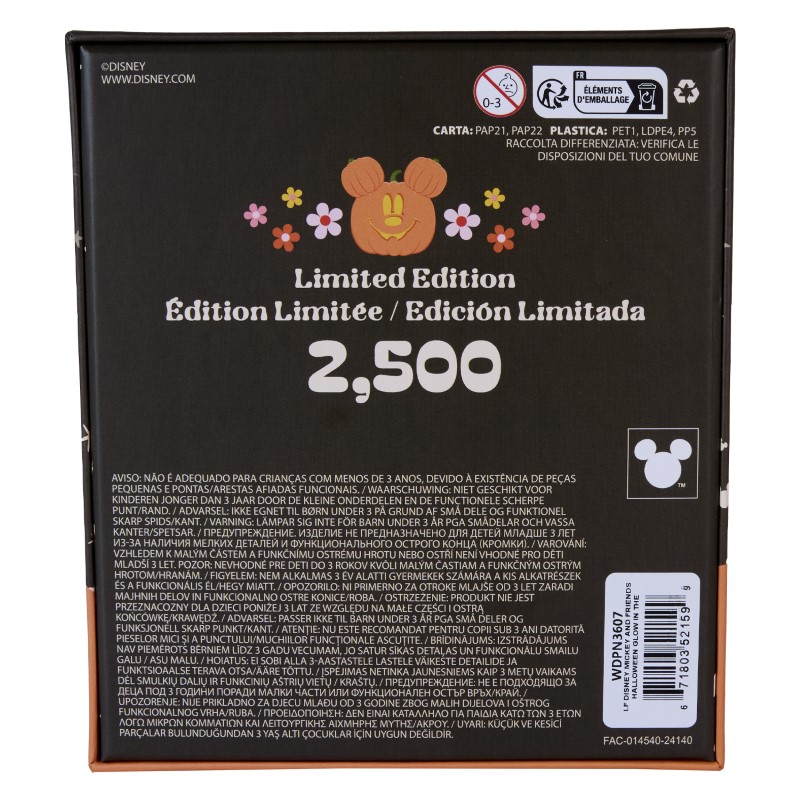 ©DISNEY
WWW.DISNEY.COM
0-3
FR
ÉLÉMENTS
D'EMBALLAGE
CARTA: PAP21, PAP22 PLASTICA: PET1, LDPE4, PP5
RACCOLTA DIFFERENZIATA: VERIFICA LE
DISPOSIZIONI DEL TUO COMUNE
Limited Edition
Édition Limitée / Edición Limitada
2,500
TM
AVISO: NÃO É ADEQUADO PARA CRIANÇAS COM MENOS DE 3 ANOS, DEVIDO À EXISTÊNCIA DE PEÇAS
PEQUENAS E PONTAS/ARESTAS AFIADAS FUNCIONAIS. / WAARSCHUWING: NIET GESCHIKT VOOR
KINDEREN JONGER DAN 3 JAAR DOOR DE KLEINE ONDERDELEN EN DE FUNCTIONELE SCHERPE
PUNT/RAND. / ADVARSEL: IKKE EGNET TIL BØRN UNDER 3 PÅ GRUND AF SMÅ DELE OG FUNKTIONEL
SKARP SPIDS/KANT. / VARNING: LÄMPAR SIG INTE FÖR BARN UNDER 3 ÅR PGA SMÅDELAR OCH VASSA
KANTER/SPETSAR. / ПРЕДУПРЕЖДЕНИЕ. ИЗДЕЛИЕ НЕ ПРЕДНАЗНАЧЕНО ДЛЯ ДЕТЕЙ МЛАДШЕ 3 ЛЕТ
ИЗ-ЗА НАЛИЧИЯ МЕЛКИХ ДЕТАЛЕЙ И ФУНКЦИОНАЛЬНОГО ОСТРОГО КОНЦА (КРОМКИ). / VAROVÁNÍ:
VZHLEDEM K MALÝM ČÁSTEM A FUNKČNÍMU OSTRÉMU HROTU NEBO OSTŘÍ NENÍ VHODNÉ PRO DĚTI
MLADŠÍ 3 LET. POZOR: NEVHODNÉ PRE DETI DO 3 ROKOV KVÔLI MALÝM ČASTIAM A FUNKČNÝM OSTRÝM
HROTOM/HRANÁM. / FIGYELEM: NEM ALKALMAS 3 ÉV ALATTI GYERMEKEK SZÁMÁRA A KIS ALKATRÉSZEK
ÉS A FUNKCIONÁLIS ÉL/HEGY MIATT. / OPOZORILO: NI PRIMERNO ZA OTROKE MLAJŠE OD 3 LET ZARADI
MAJHNIH DELOV IN FUNKCIONALNO OSTRE KONICE/ROBA. / OSTRZEŻENIE: PRODUKT NIE JEST
PRZEZNACZONY DLA DZIECI PONIŻEJ 3 LAT ZE WZGLĘDU NA MAŁE CZĘŚCI I OSTRĄ
KOŃCÓWKĘ/KRAWĘDŹ. / ADVARSEL: PASSER IKKE TIL BARN UNDER 3 ÅR PGA SMÅ DELER OG
FUNKSJONELL SKARP PUNKT/KANT. / ATENȚIE: NU ESTE RECOMANDAT PENTRU COPII SUB 3 ANI DATORITĂ
PIESELOR MICI ȘI A PUNCTULUI/MUCHIILOR FUNCȚIONALE ASCUȚITE. / BRĪDINĀJUMS: IZSTRĀDĀJUMS
NAV PIEMĒROTS BĒRNIEM LĪDZ 3 GADU VECUMAM, JO SATUR SĪKAS DETAĻAS UN FUNKCIONĀLU SMAILU
GALU / ASU MALU. / HOIATUS: EI SOBI ALLA 3-AASTASTELE LASTELE VÄIKESTE DETAILIDE JA
FUNKTSIOAALSE TERAVA OTSA/ÄÄRE TÕTTU. / ĮSPĖJIMAS NETINKA JAUNESNIEMS KAIP 3 METŲ VAIKAMS
DĖL SMULKIŲ DALIŲ IR FUNKCINIŲ AŠTRIŲ VIETŲ / KRAŠTŲ. / ПРЕДУПРЕЖДЕНИЕ: НЕ Е ПОДХОДЯЩО ЗА
ДЕЦА ПОД 3 ГОДИНИ ПОРАДИ МАЛКИ ЧАСТИ ИЛИ ФУНКЦИОНАЛЕН ОСТЪР ВРЪХ/КРАЙ. /
UPOZORENJE: NIJE PRIKLADNO ZA DJECU MLAĐU OD 3 GODINE ZBOG MALIH DIJELOVA I OŠTROG
FUNKCIONALNOG VRHA/RUBA. / ΠΡΟΕΙΔΟΠΟΙΗΣΗ: ΔΕΝ ΕΙΝΑΙ ΚΑΤΑΛΛΗΛΟ ΓΙΑ ΠΑΙΔΙΑ ΚΑΤΩ ΤΩΝ 3 ΕΤΩΝ
ΛΟΓΩ ΜΙΚΡΩΝ ΚΟΜΜΑΤΙΩΝ ΚΑΙ ΛΕΙΤΟΥΡΓΙΚΗΣ ΑΙΧΜΗΡΗΣ ΜΥΤΗΣ/ΑΚΡΟΥ. / UYARI: KÜÇÜK VE KESİCİ
PARÇALAR BULUNDUĞUNDAN 3 YAŞ ALTI ÇOCUKLAR İÇİN UYGUN DEĞİLDİR.
WDPN3607
LF DISNEY MICKEY AND FRIENDS
HALLOWEEN GLOW IN THE
6 71803 52159 9
FAC-014540-24140